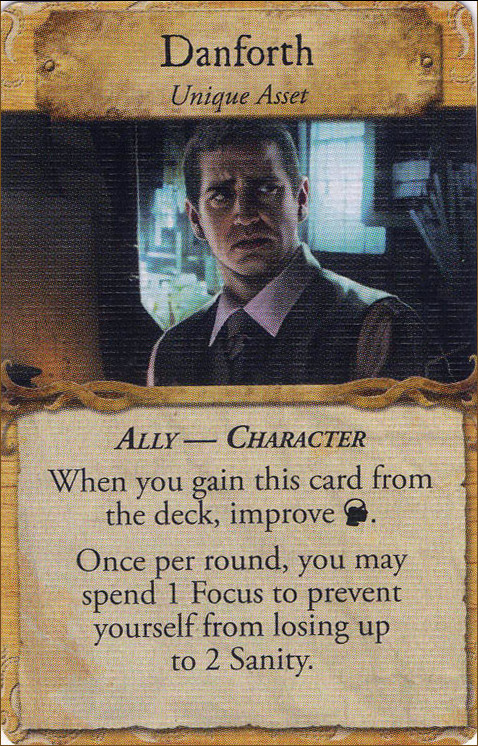 Danforth
Unique Asset
ALLY — CHARACTER
When you gain this card from
the deck, improve .
Once per round, you may
spend 1 Focus to prevent
yourself from losing up
to 2 Sanity.